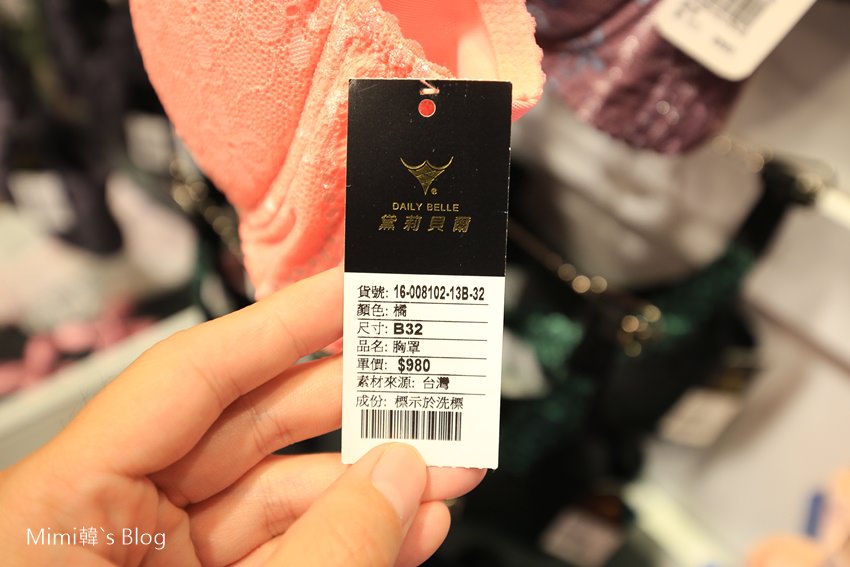 DAILY BELLE
黛莉貝爾
貨號: 16-008102-13B-32
顏色: 橘
尺寸: B32
品名: 胸罩
單價: $980
素材來源: 台灣
成份: 標示於洗標
Mimi韓`s Blog